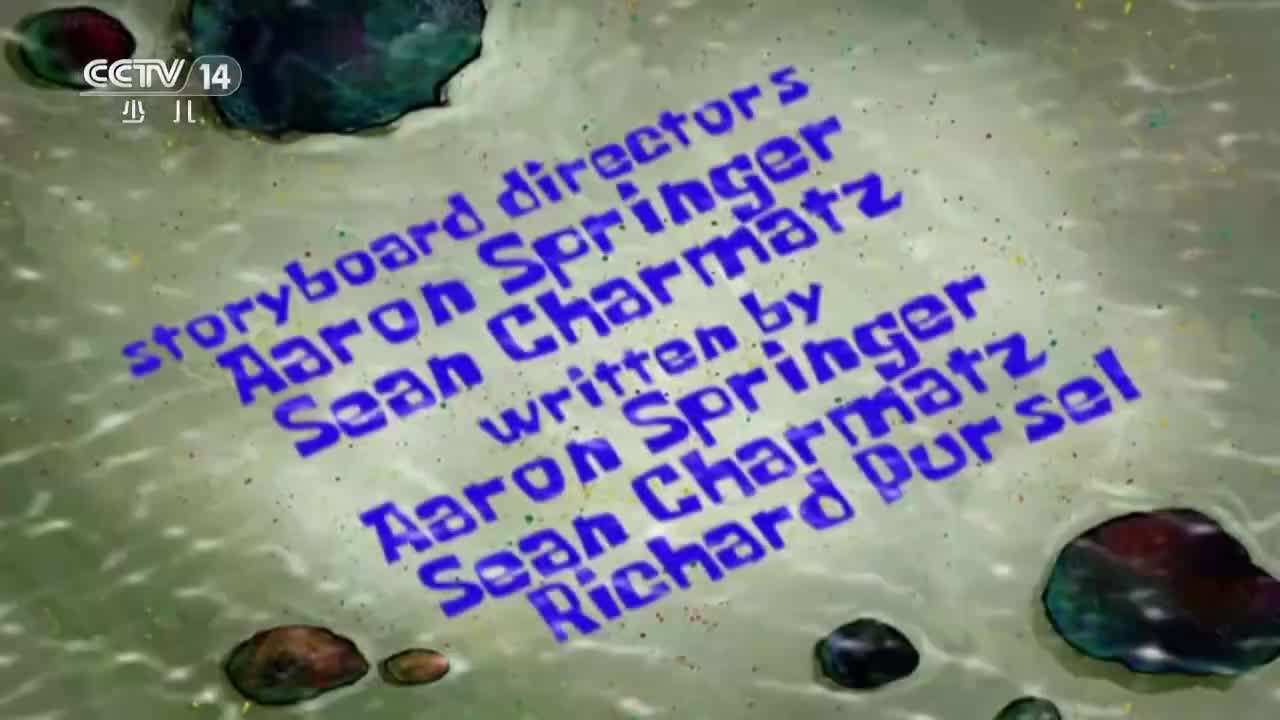 CCTV 14
少儿
storyboard directors
Aaron Springer
Sean Charmatz
written by
Aaron Springer
Sean Charmatz
Richard Pursel